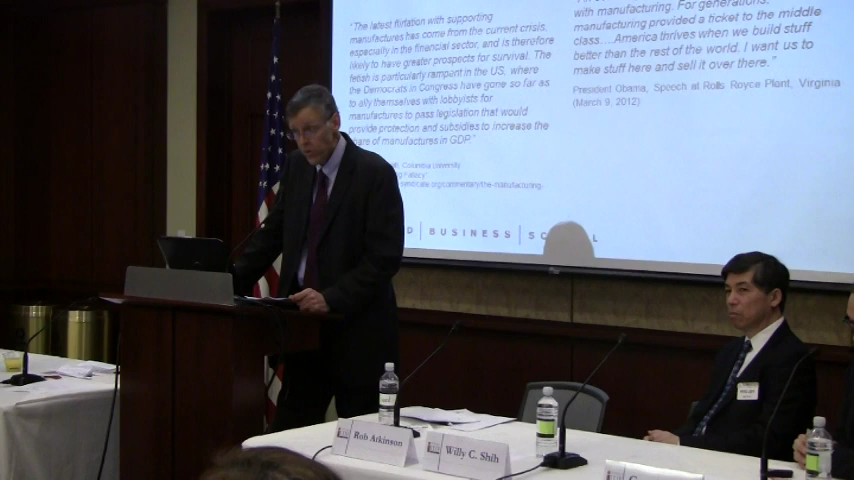 "The latest flirtation with supporting
manufactures has come from the current crisis,
especially in the financial sector, and is therefore
likely to have greater prospects for survival. The
fetish is particularly rampant in the US, where
the Democrats in Congress have gone so far as
to ally themselves with lobbyists for
manufactures to pass legislation that would
provide protection and subsidies to increase the
share of manufactures in GDP."
Columbia University
Fallacy"
with manufacturing. For generations,
manufacturing provided a ticket to the middle
class.... America thrives when we build stuff
better than the rest of the world. I want us to
make stuff here and sell it over there."
President Obama, Speech at Rolls Royce Plant, Virginia
(March 9, 2012)
D | BUSINESS | SC L
Rob Atkinson
Willy C. Shih